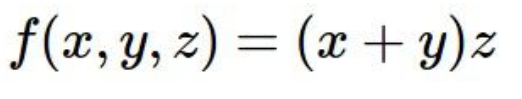 f(x, y, z) = (x + y)z